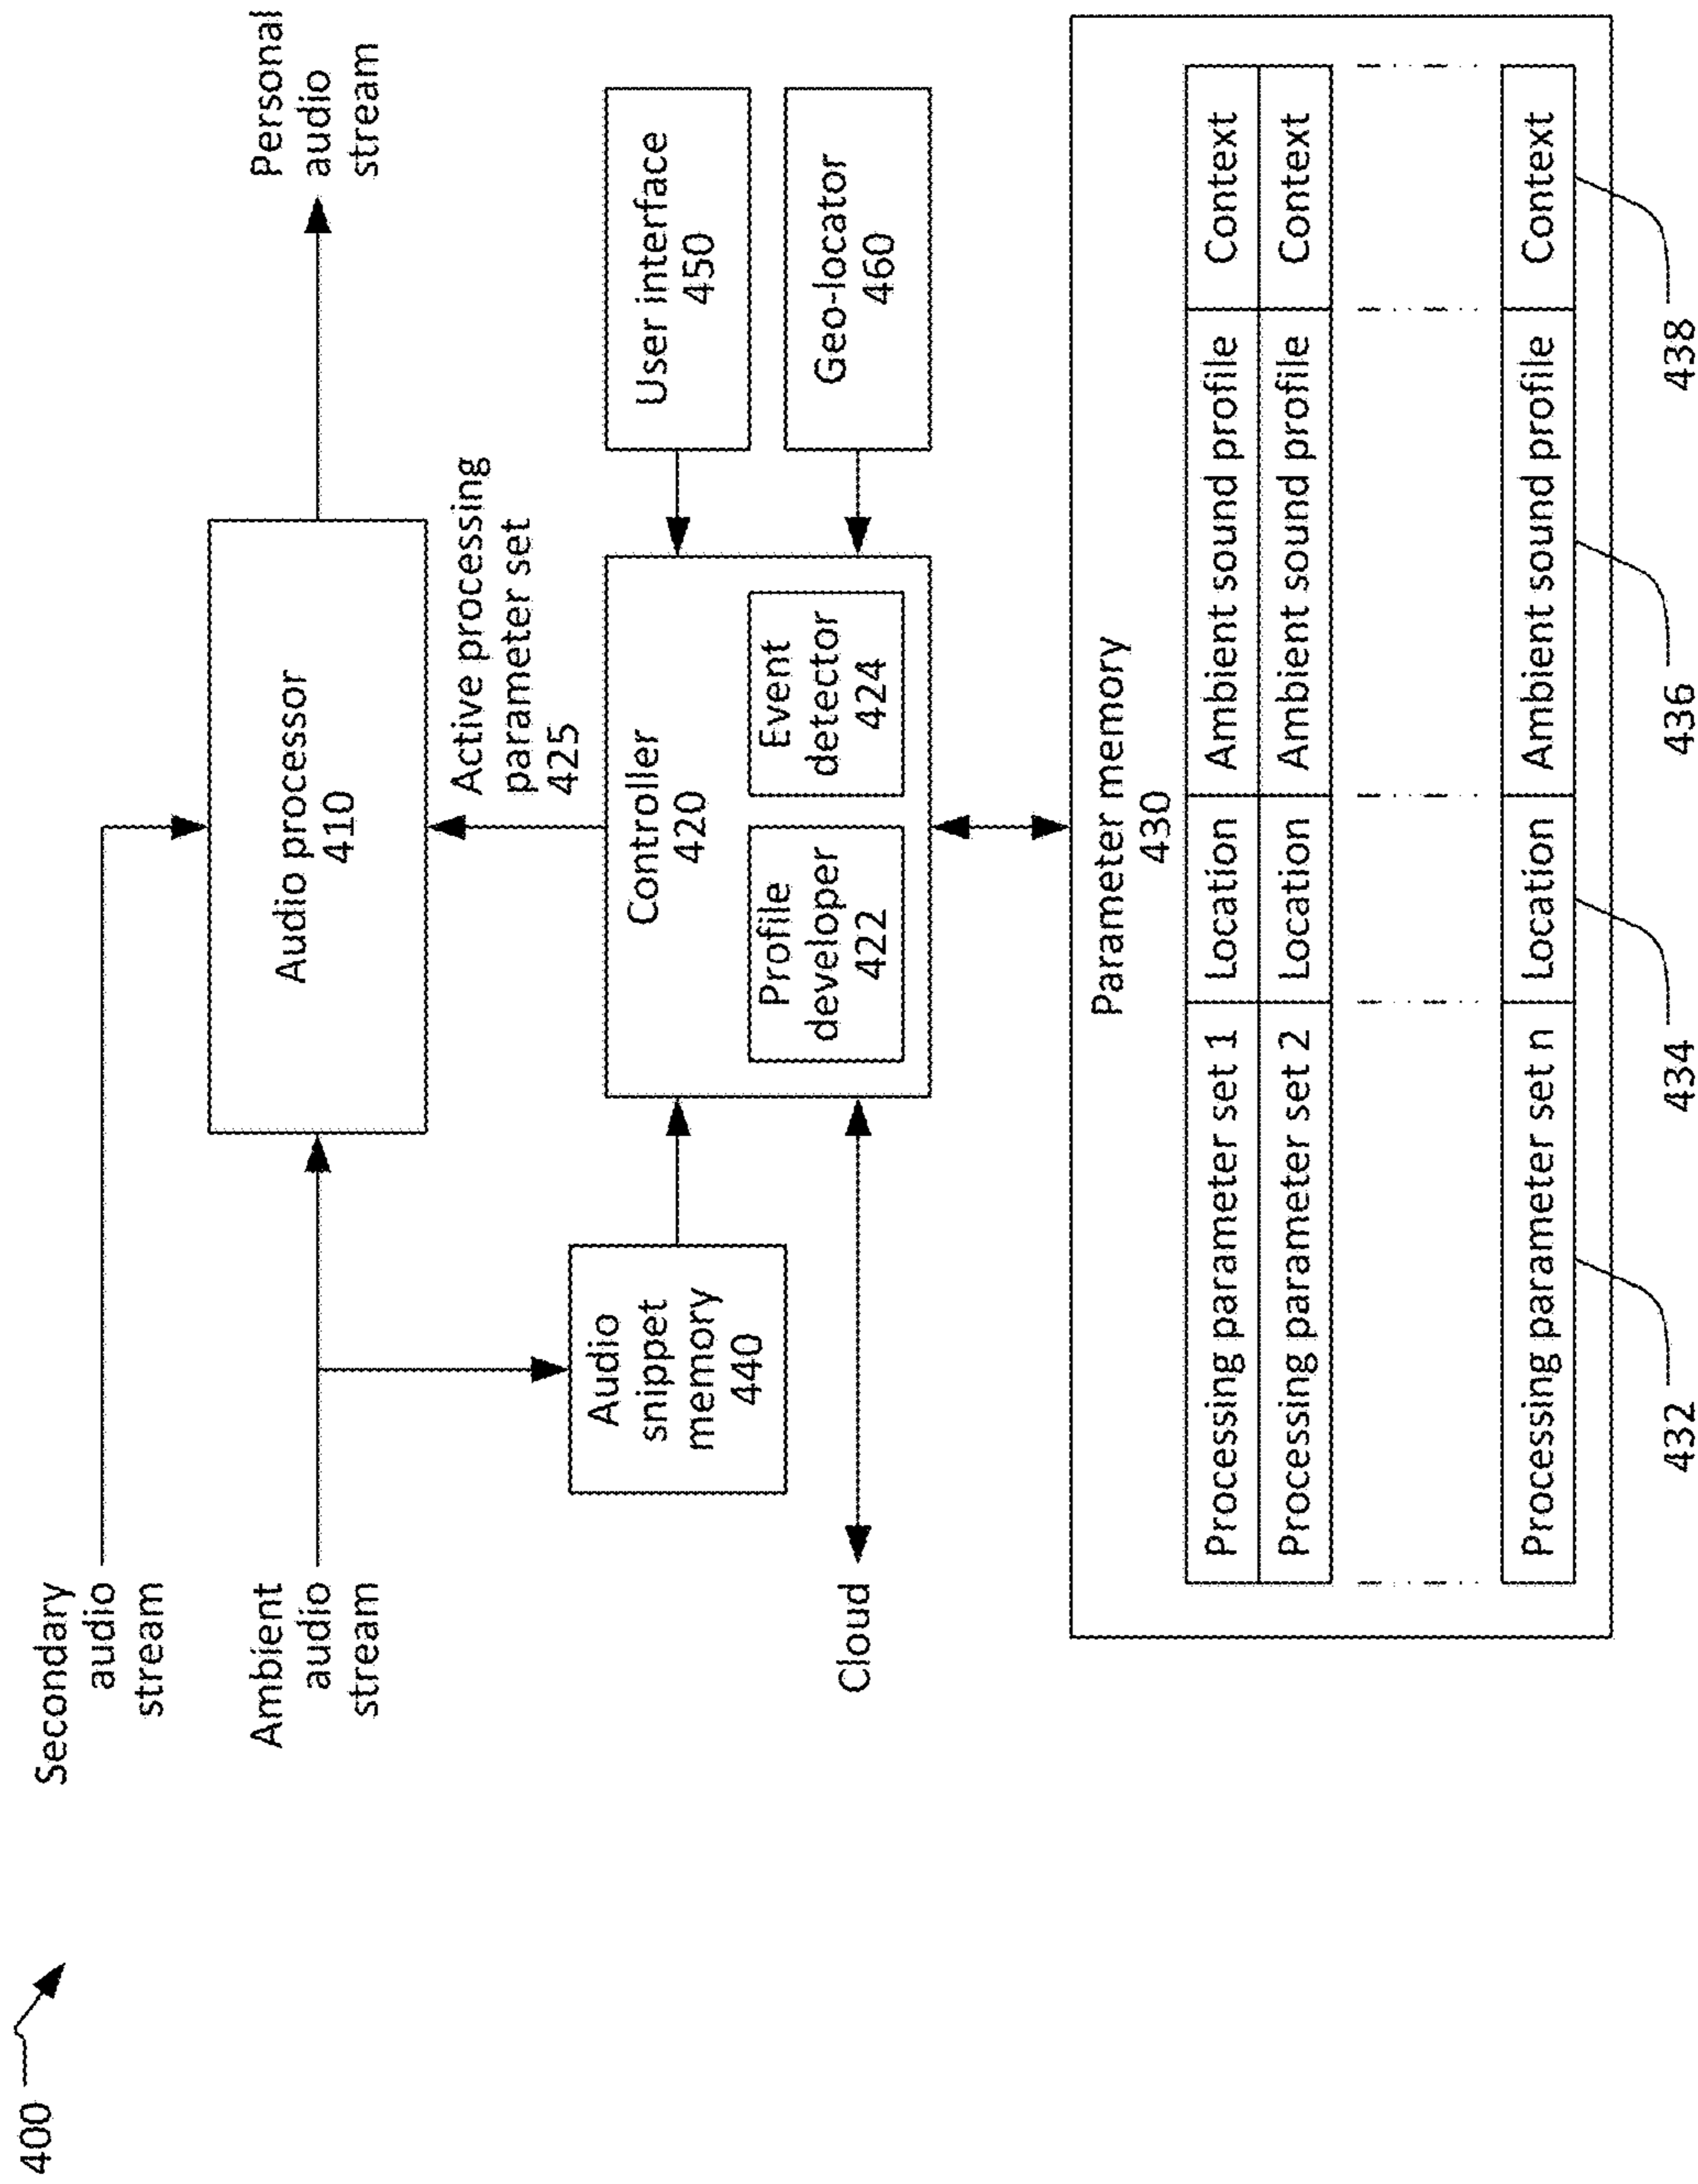 400
Secondary
audio
stream
Ambient
audio
stream
Personal
audio
stream
Audio processor
410
Active processing
parameter set
425
Audio
snippet
memory
440
Controller
420
Profile
developer
422
Event
detector
424
User interface
450
Geo-locator
460
Cloud
Parameter memory
430
Processing parameter set 1 Location Ambient sound profile Context
Processing parameter set 2 Location Ambient sound profile Context
Processing parameter set n Location Ambient sound profile Context
432 434 436 438